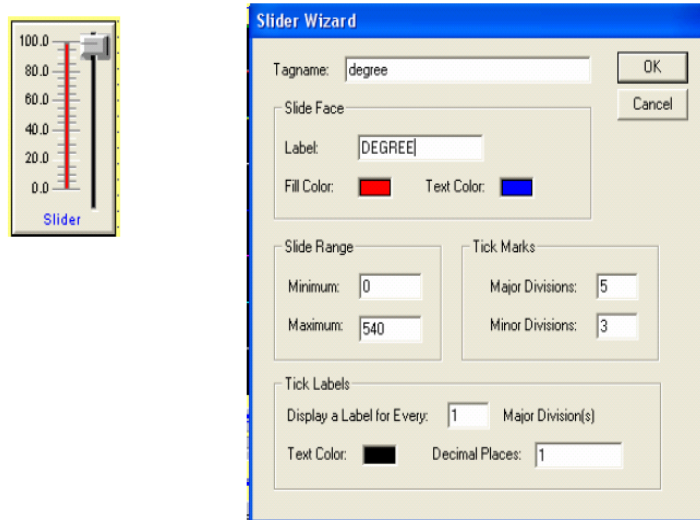 100.0
80.0
60.0
40.0
20.0
0.0
Slider
Slider Wizard
Tagname: degree
OK
Cancel
Slide Face
Label: DEGREE
Fill Color: Text Color:
Slide Range
Minimum: 0
Maximum: 540
Tick Marks
Major Divisions: 5
Minor Divisions: 3
Tick Labels
Display a Label for Every: 1 Major Division(s)
Text Color: Decimal Places: 1